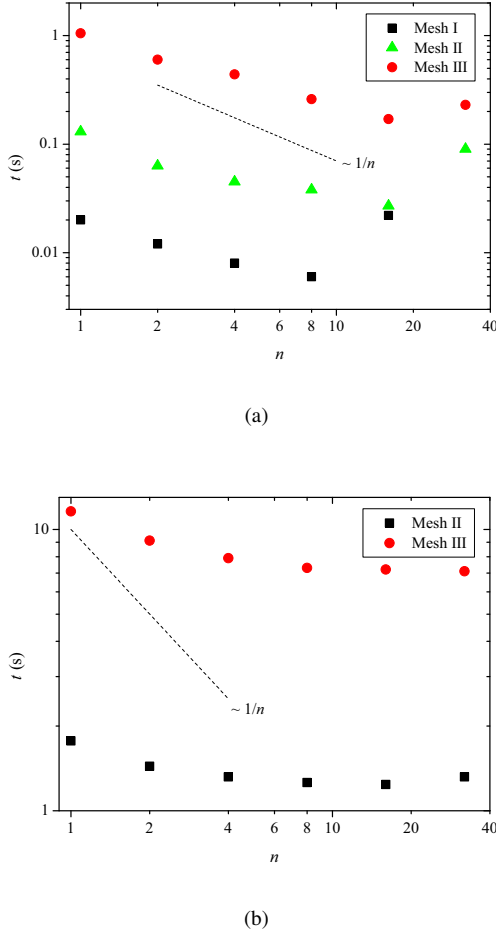 Mesh I
Mesh II
Mesh III
t (s)
1
0.1
0.01
~ 1/n
1 2 4 6 8 10 20 40
n
(a)
Mesh II
Mesh III
t (s)
10
1
~ 1/n
1 2 4 6 8 10 20 40
n
(b)